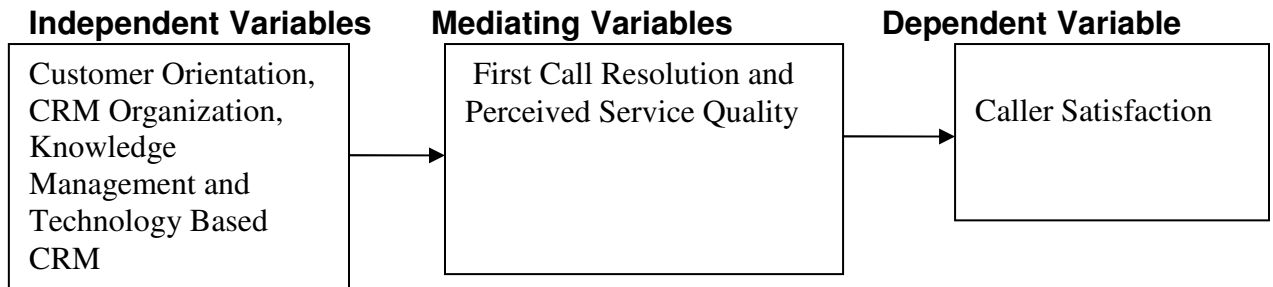 Independent Variables Mediating Variables Dependent Variable
Customer Orientation,
CRM Organization,
Knowledge
Management and
Technology Based
CRM
First Call Resolution and
Perceived Service Quality
Caller Satisfaction